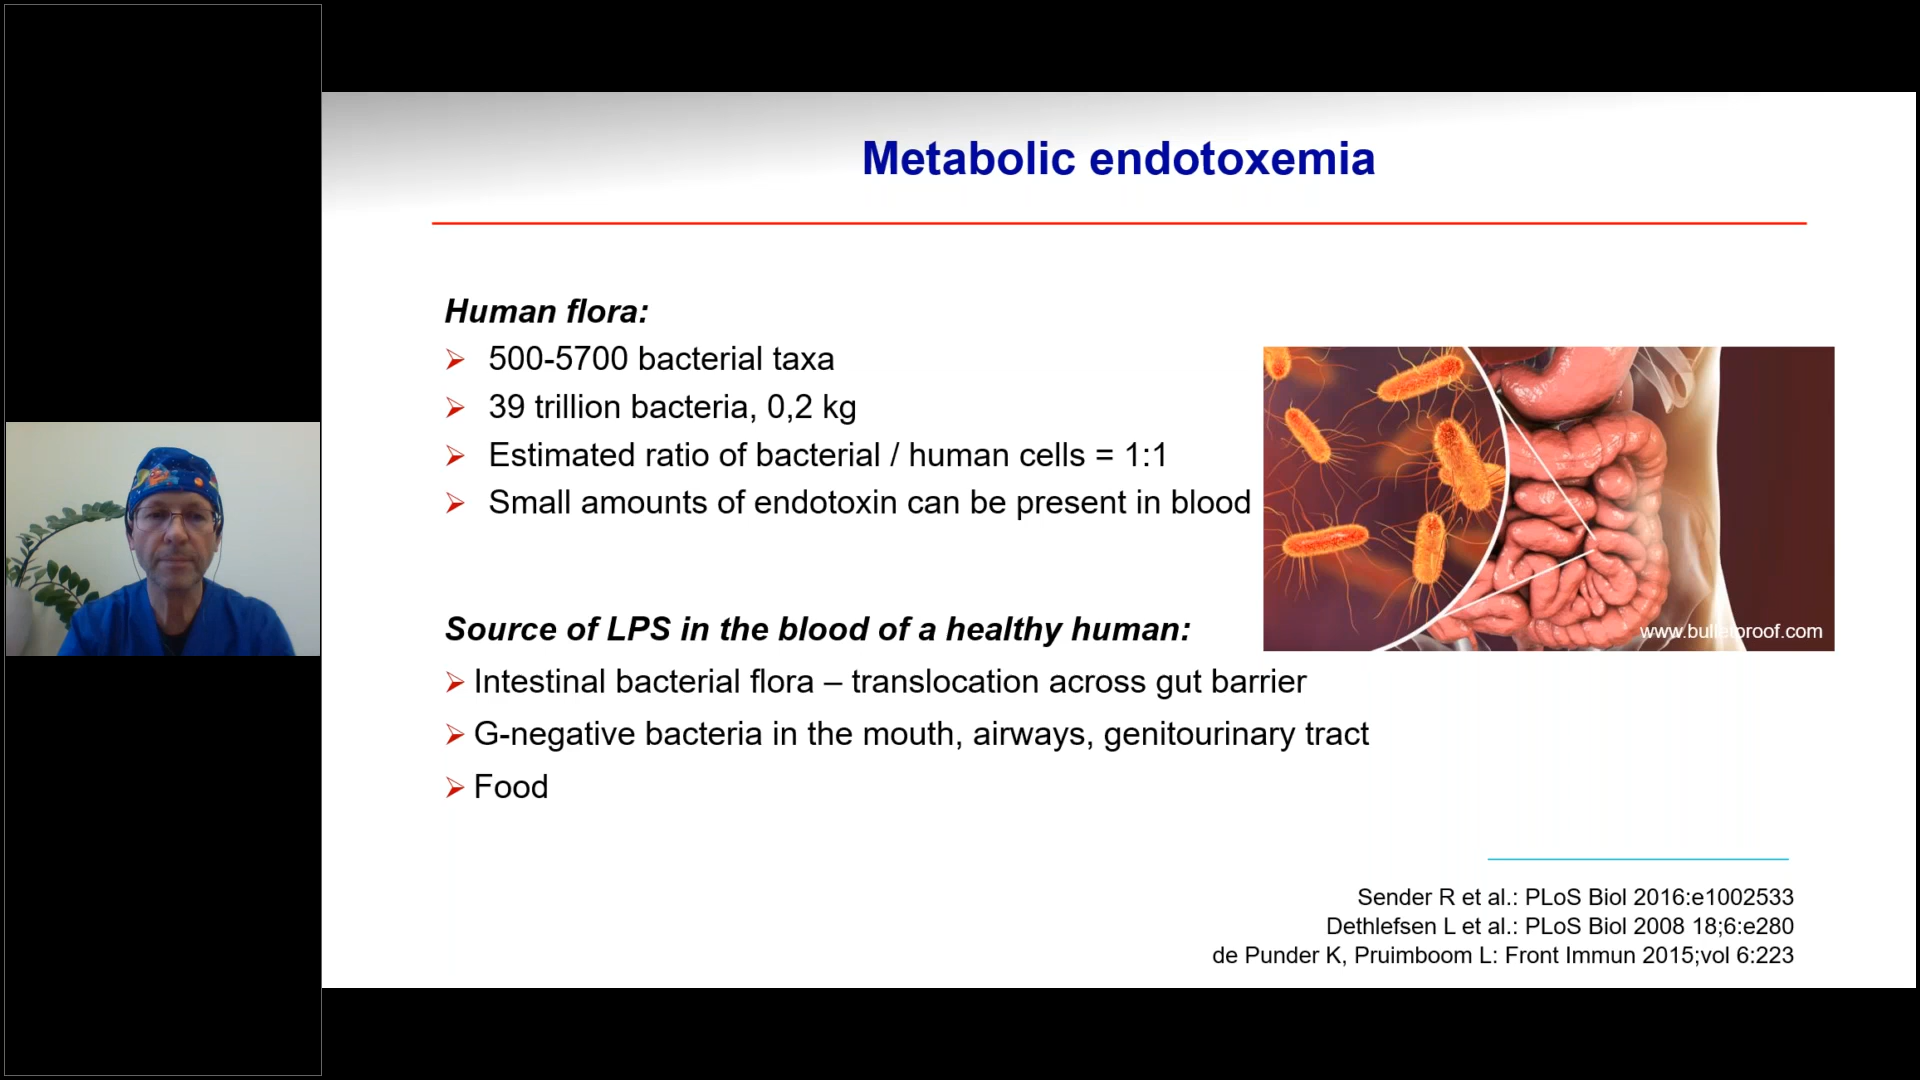 Metabolic endotoxemia
Human flora:
500-5700 bacterial taxa
39 trillion bacteria, 0,2 kg
Estimated ratio of bacterial / human cells = 1:1
Small amounts of endotoxin can be present in blood
www.bulletproof.com
Source of LPS in the blood of a healthy human:
Intestinal bacterial flora – translocation across gut barrier
G-negative bacteria in the mouth, airways, genitourinary tract
Food
Sender R et al.: PLoS Biol 2016:e1002533
Dethlefsen L et al.: PLoS Biol 2008 18;6:e280
de Punder K, Pruimboom L: Front Immun 2015;vol 6:223